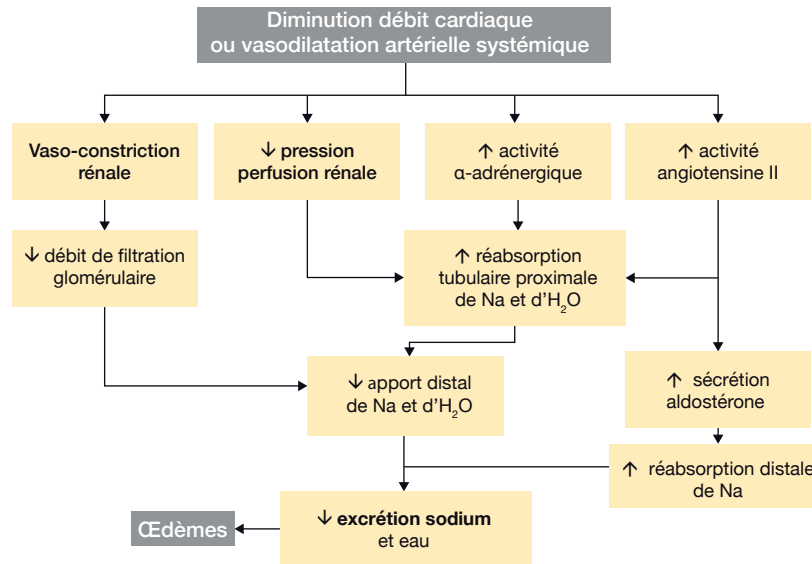 Diminution débit cardiaque
ou vasodilatation artérielle systémique
Vaso-constriction
rénale
↓ pression
perfusion rénale
↑ activité
α-adrénergique
↑ activité
angiotensine II
↓ débit de filtration
glomérulaire
↑ réabsorption
tubulaire proximale
de Na et d'H₂O
↓ apport distal
de Na et d'H₂O
↑ sécrétion
aldostérone
↑ réabsorption distale
de Na
↓ excrétion sodium
et eau
Œdèmes